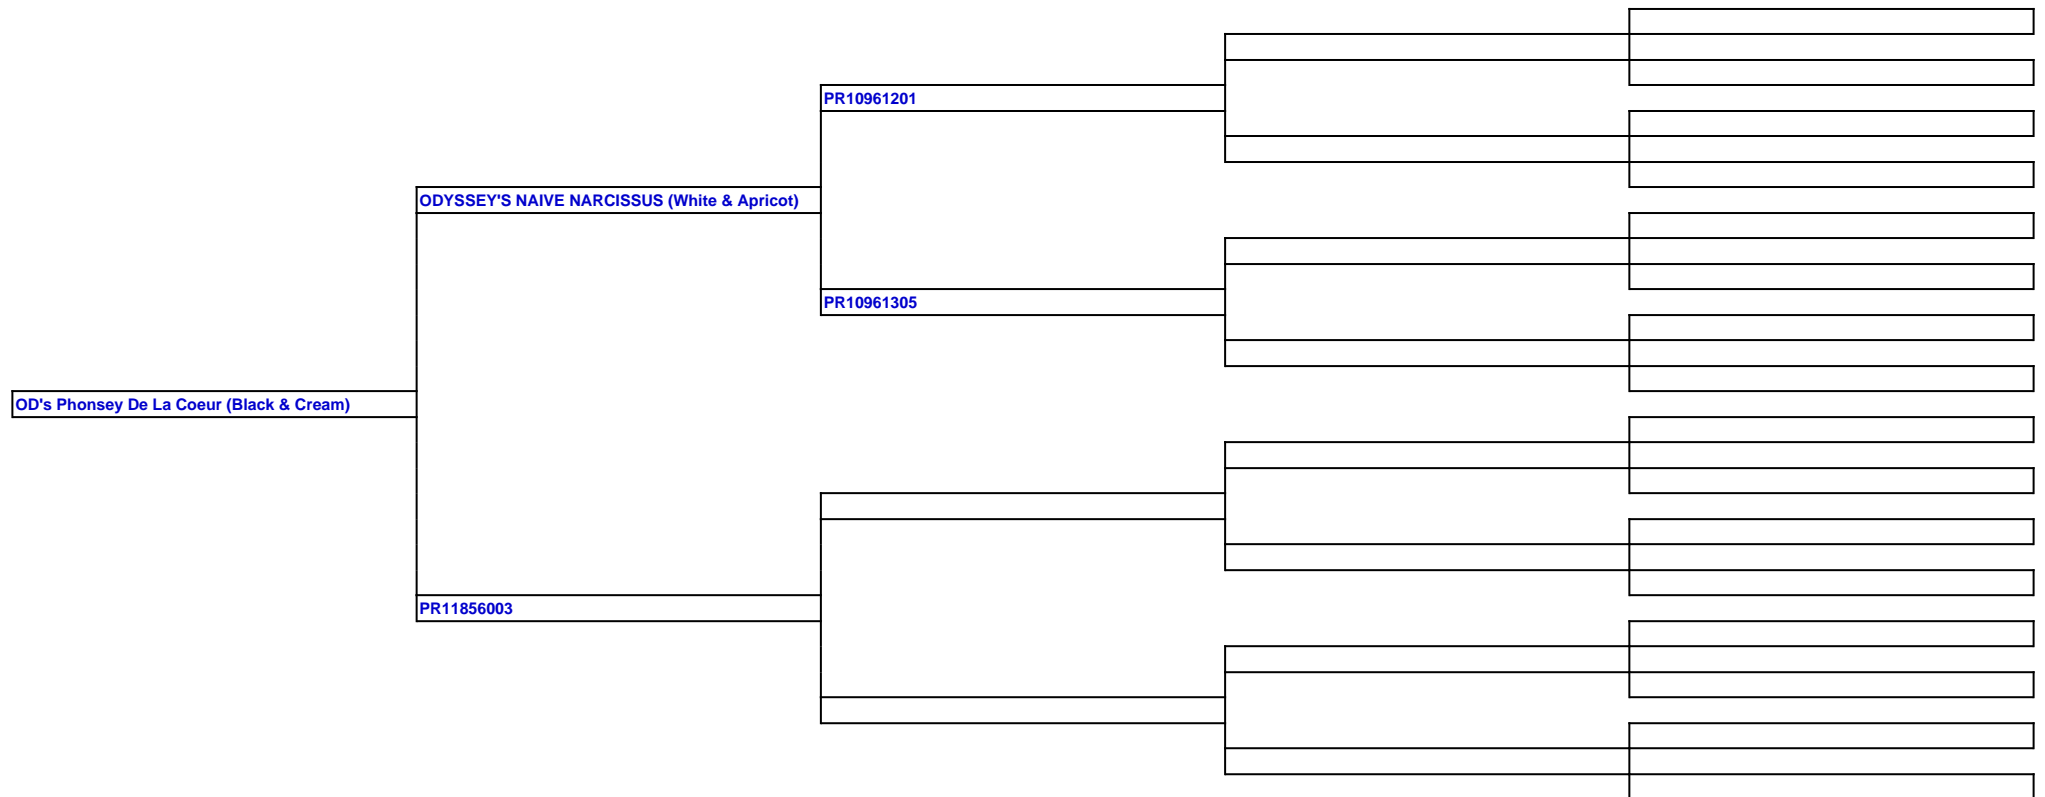 PR10961201
ODYSSEY'S NAIVE NARCISSUS (White & Apricot)
PR10961305
OD's Phonsey De La Coeur (Black & Cream)
PR11856003